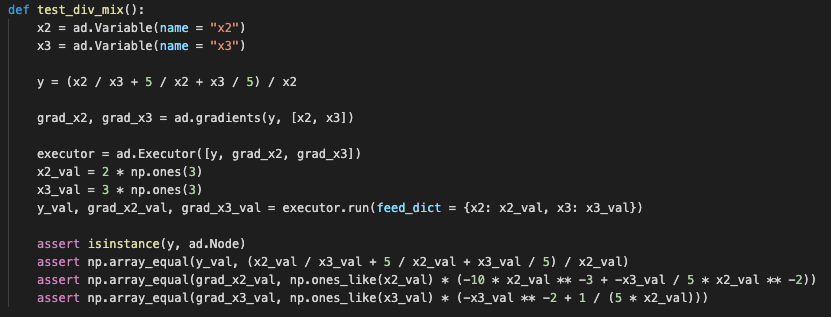 def test_div_mix():
    x2 = ad.Variable(name = "x2")
    x3 = ad.Variable(name = "x3")

    y = (x2 / x3 + 5 / x2 + x3 / 5) / x2

    grad_x2, grad_x3 = ad.gradients(y, [x2, x3])

    executor = ad.Executor([y, grad_x2, grad_x3])
    x2_val = 2 * np.ones(3)
    x3_val = 3 * np.ones(3)
    y_val, grad_x2_val, grad_x3_val = executor.run(feed_dict = {x2: x2_val, x3: x3_val})

    assert isinstance(y, ad.Node)
    assert np.array_equal(y_val, (x2_val / x3_val + 5 / x2_val + x3_val / 5) / x2_val)
    assert np.array_equal(grad_x2_val, np.ones_like(x2_val) * (-10 * x2_val ** -3 + -x3_val / 5 * x2_val ** -2))
    assert np.array_equal(grad_x3_val, np.ones_like(x3_val) * (-x3_val ** -2 + 1 / (5 * x2_val)))